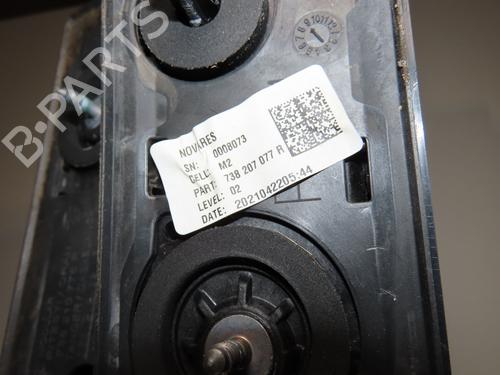 B-PARTS
NOVARES
SN: 0008073
CELL: M2
PART: 738 207 077 R
LEVEL: 02
DATE: 2021042205:44